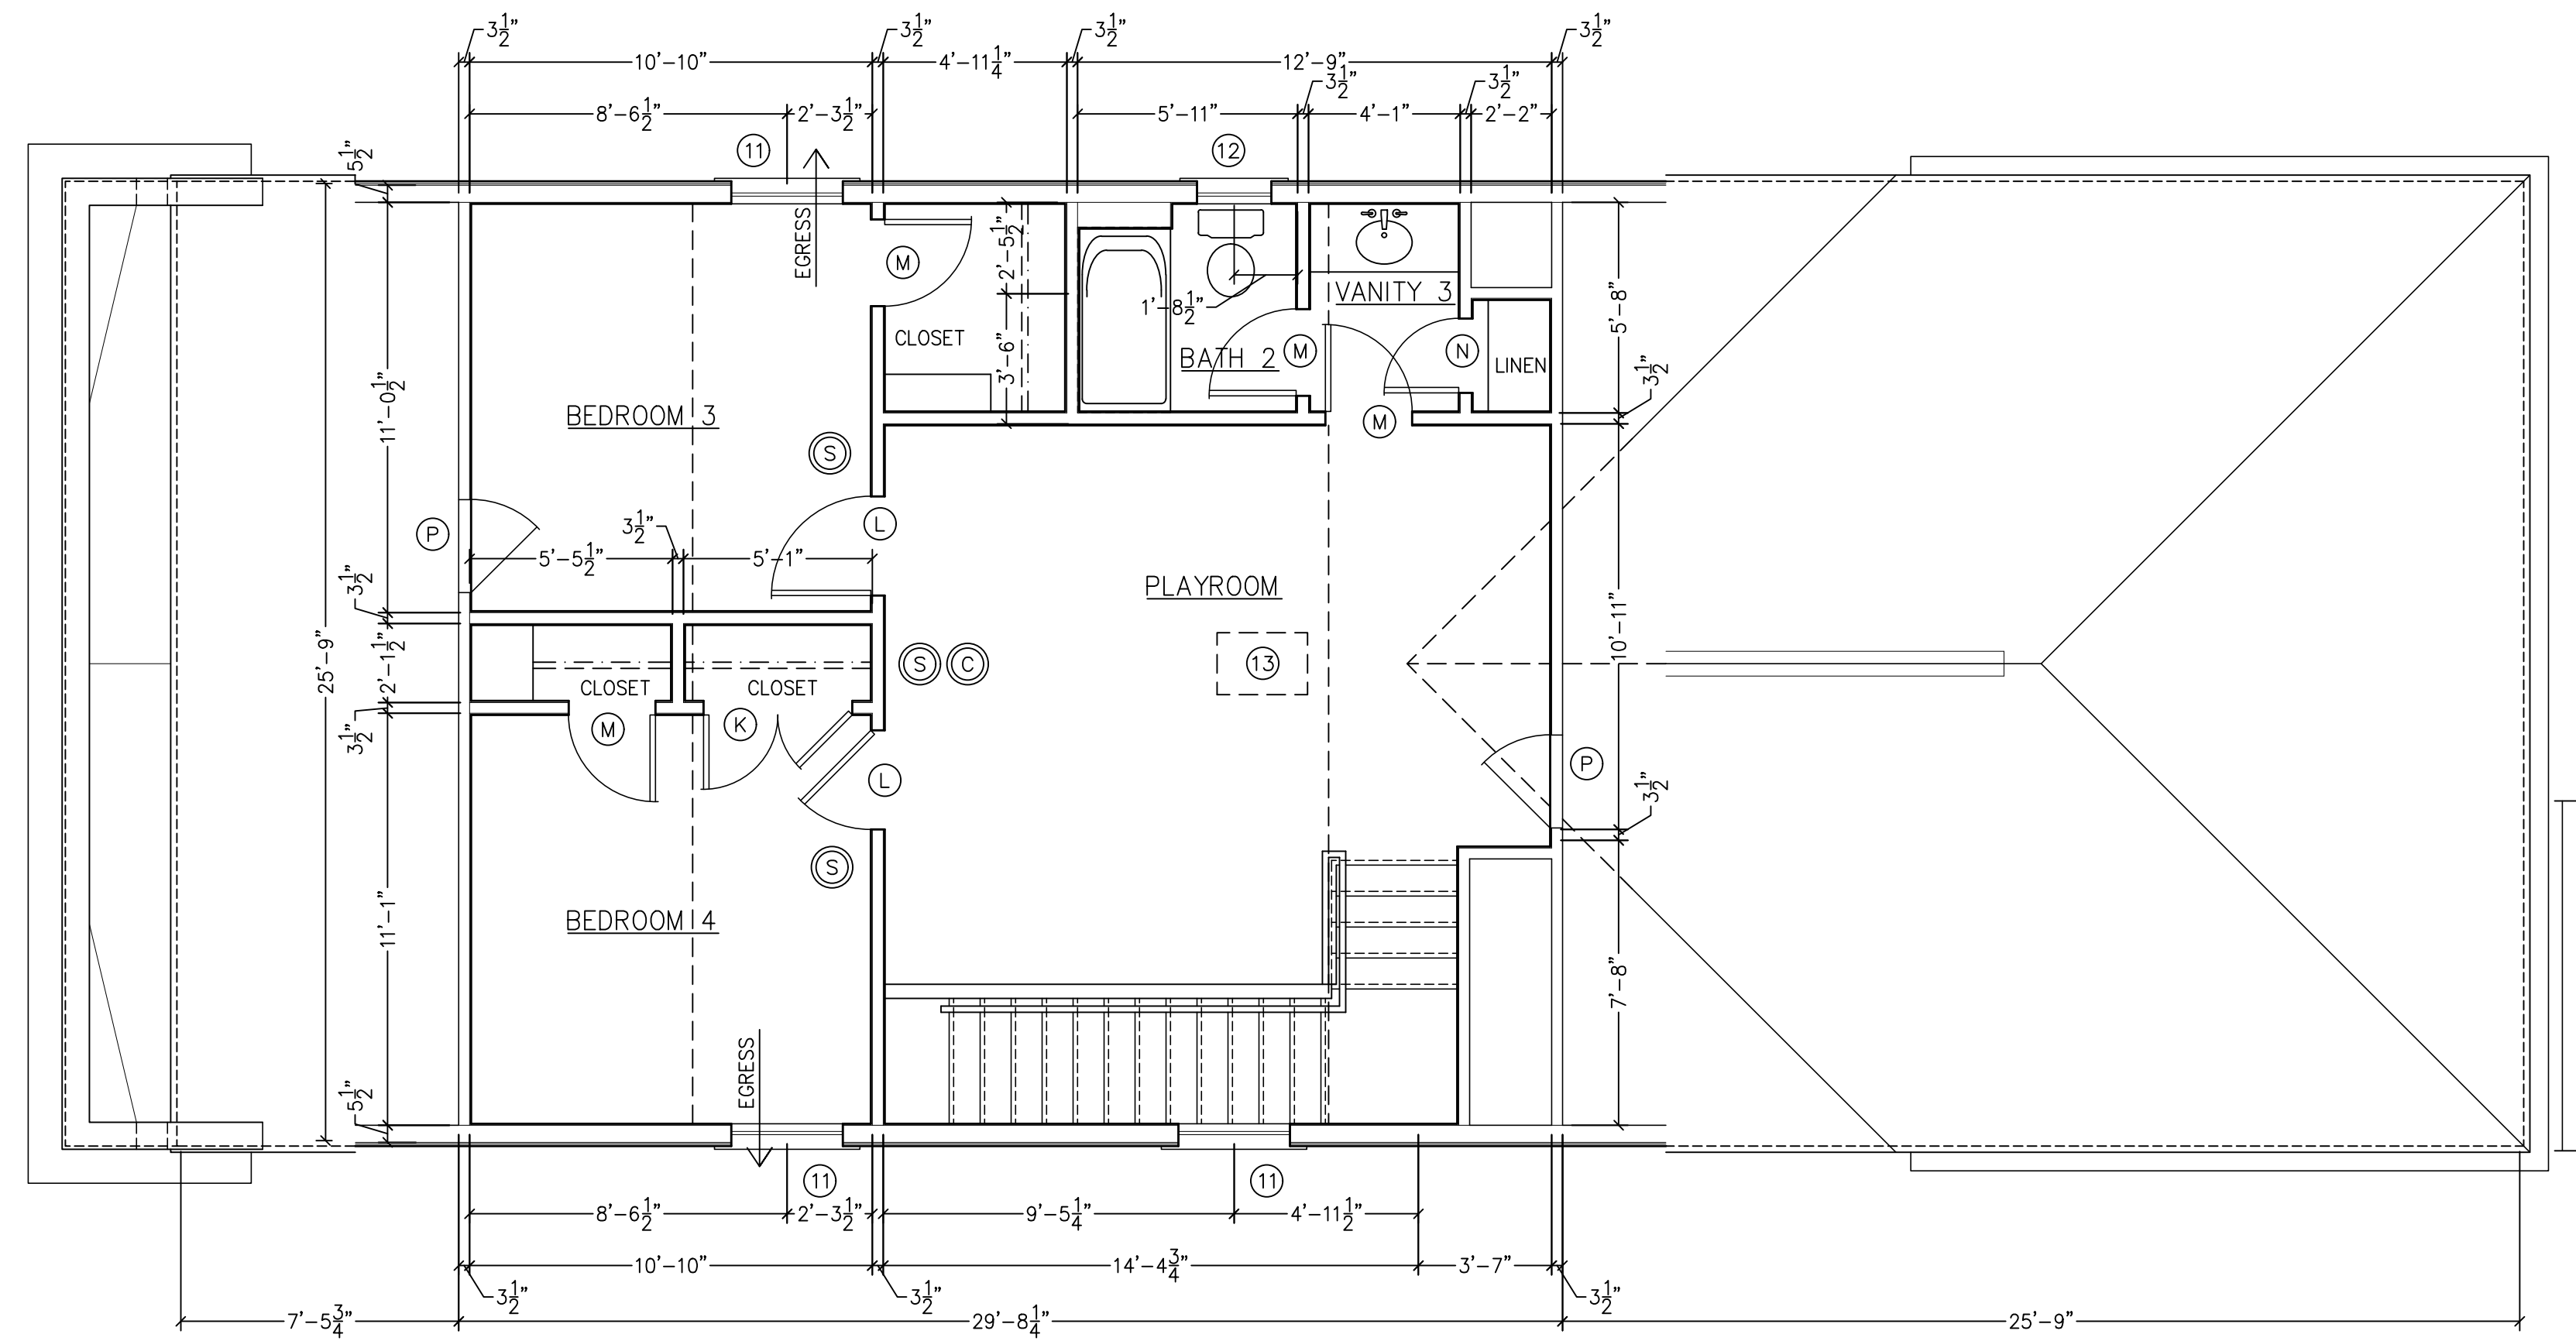 3 1/2" 3 1/2" 3 1/2" 3 1/2"
10'-10" 4'-11 1/4" 12'-9"
3 1/2" 3 1/2"
8'-6 1/2" 2'-3 1/2" 5'-11" 4'-1" 2'-2"
11 12
5 1/2"
EGRESS
2'-5 1/2"
M
VANITY 3
1'-8 1/2"
5'-8"
CLOSET
3'-6"
BATH 2 M N LINEN
3 1/2"
11'-0 1/2"
BEDROOM 3
M
S
P L
3 1/2"
5'-5 1/2" 5'-1"
3 1/2"
PLAYROOM
10'-11"
25'-9"
2'-1 1/2"
S C 13
CLOSET CLOSET
3 1/2"
M K
L P
3 1/2"
S
11'-1"
BEDROOM 4
7'-8"
EGRESS
5 1/2"
11 11
8'-6 1/2" 2'-3 1/2" 9'-5 1/4" 4'-11 1/2"
10'-10" 14'-4 3/4" 3'-7"
3 1/2" 3 1/2" 3 1/2"
7'-5 3/4" 29'-8 1/4" 25'-9"